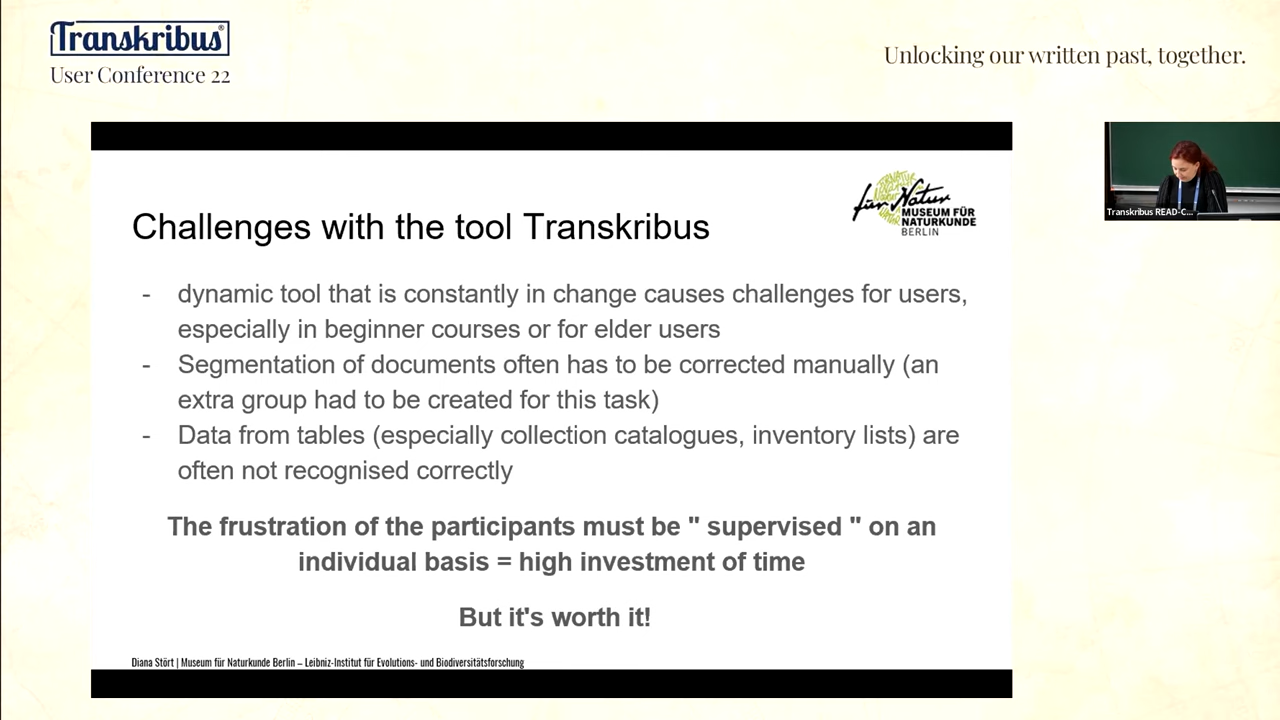 Transkribus®
User Conference 22
Unlocking our written past, together.
für Natur
MUSEUM FÜR
NATURKUNDE
BERLIN
Transkribus READ-C...
Challenges with the tool Transkribus
- dynamic tool that is constantly in change causes challenges for users,
especially in beginner courses or for elder users
- Segmentation of documents often has to be corrected manually (an
extra group had to be created for this task)
- Data from tables (especially collection catalogues, inventory lists) are
often not recognised correctly
The frustration of the participants must be " supervised " on an
individual basis = high investment of time
But it's worth it!
Diana Stört | Museum für Naturkunde Berlin – Leibniz-Institut für Evolutions- und Biodiversitätsforschung